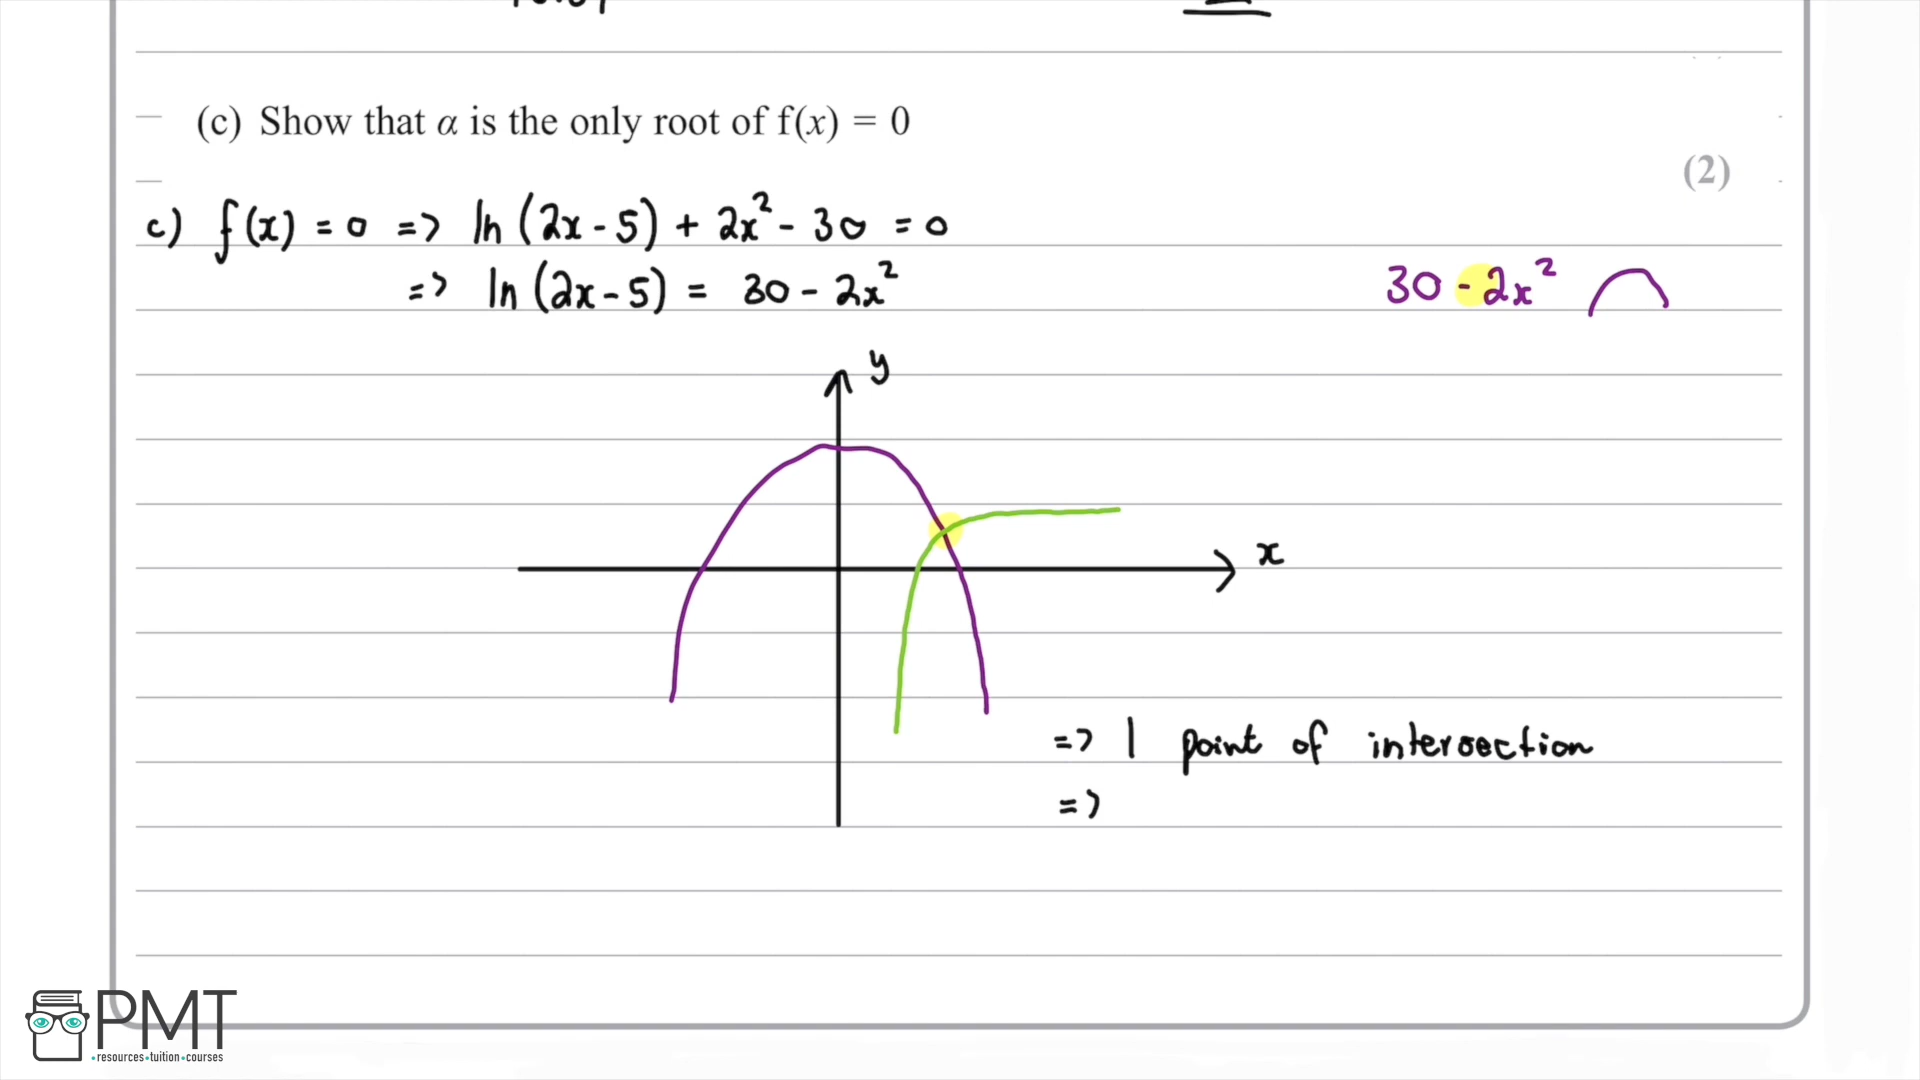 (c) Show that α is the only root of f(x) = 0
(2)
c) f(x) = 0 => ln (2x - 5) + 2x² - 30 = 0
=> ln (2x - 5) = 30 - 2x²
30 - 2x²
y
x
=> 1 point of intersection
=>
PMT
•resources•tuition•courses